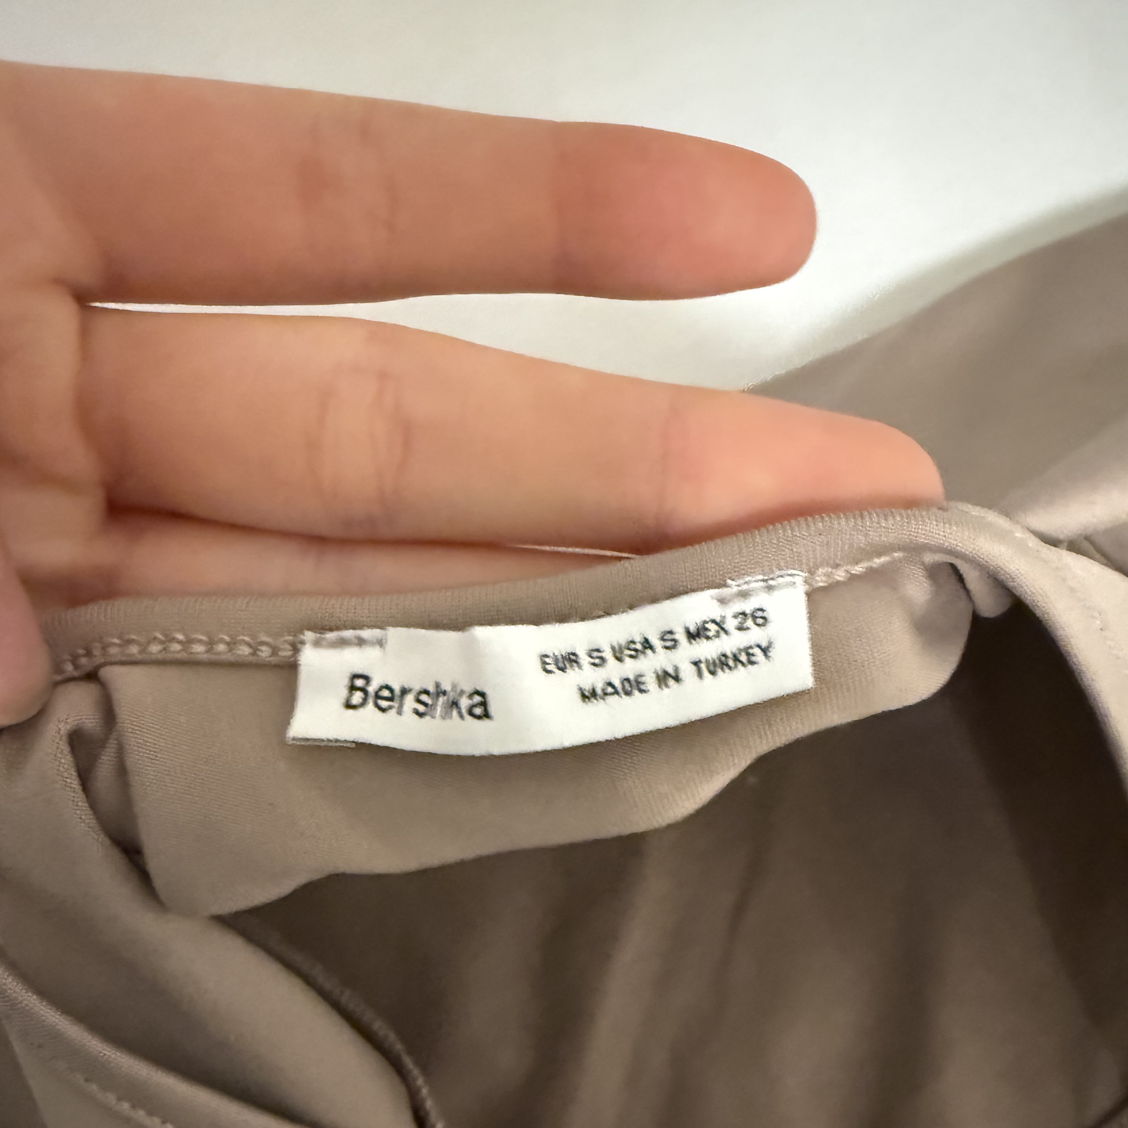 Bershka
EUR S USA S MEX 26
MADE IN TURKEY